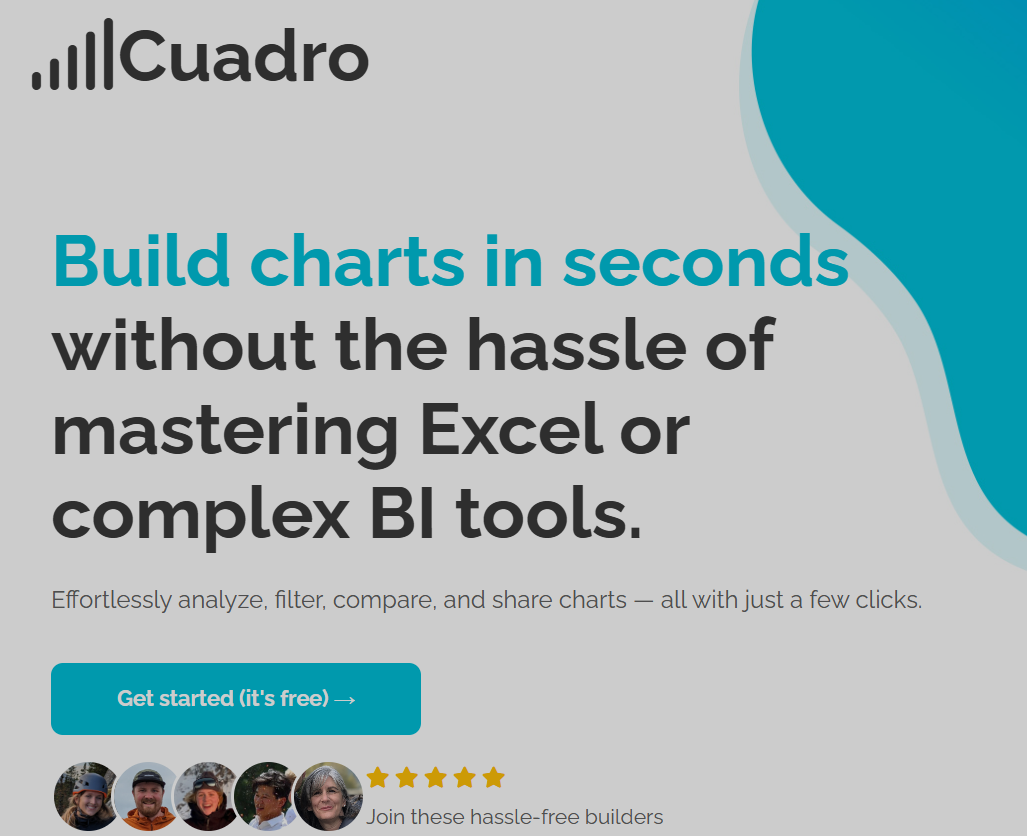 Cuadro
Build charts in seconds
without the hassle of
mastering Excel or
complex BI tools.
Effortlessly analyze, filter, compare, and share charts — all with just a few clicks.
Get started (it's free) →
Join these hassle-free builders